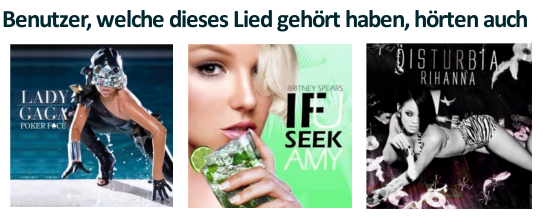 Benutzer, welche dieses Lied gehört haben, hörten auch
LADY
GAGA
POKER FACE
BRITNEY SPEARS
IF U
SEEK
AMY
DISTURBIA
RIHANNA